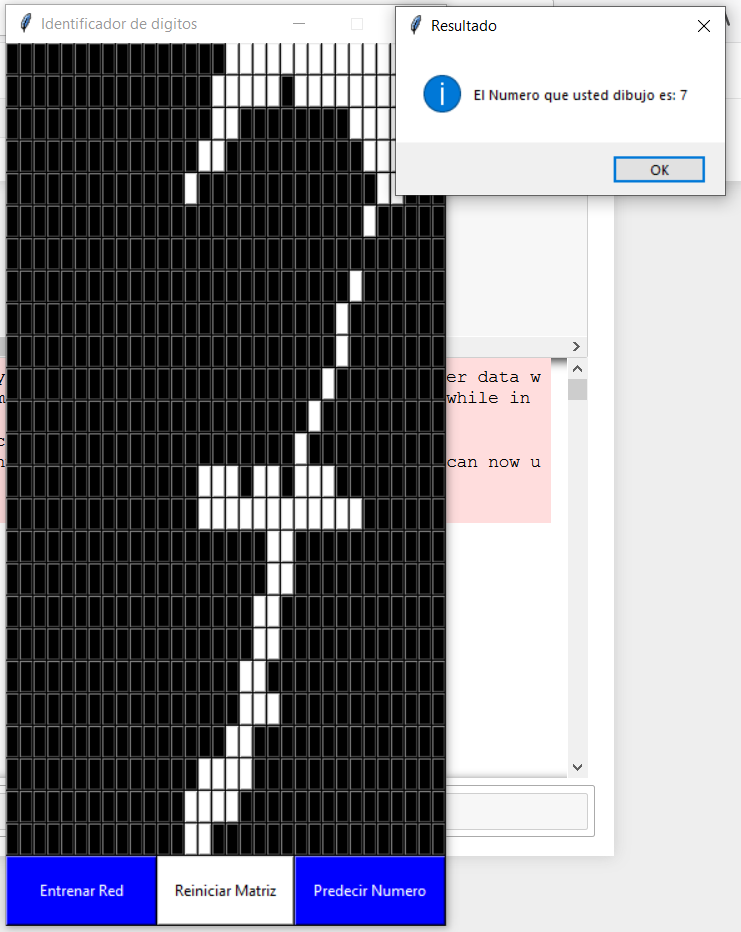 Identificador de digitos
Resultado
El Numero que usted dibujo es: 7
OK
er data w
while in
can now u
Entrenar Red
Reiniciar Matriz
Predecir Numero